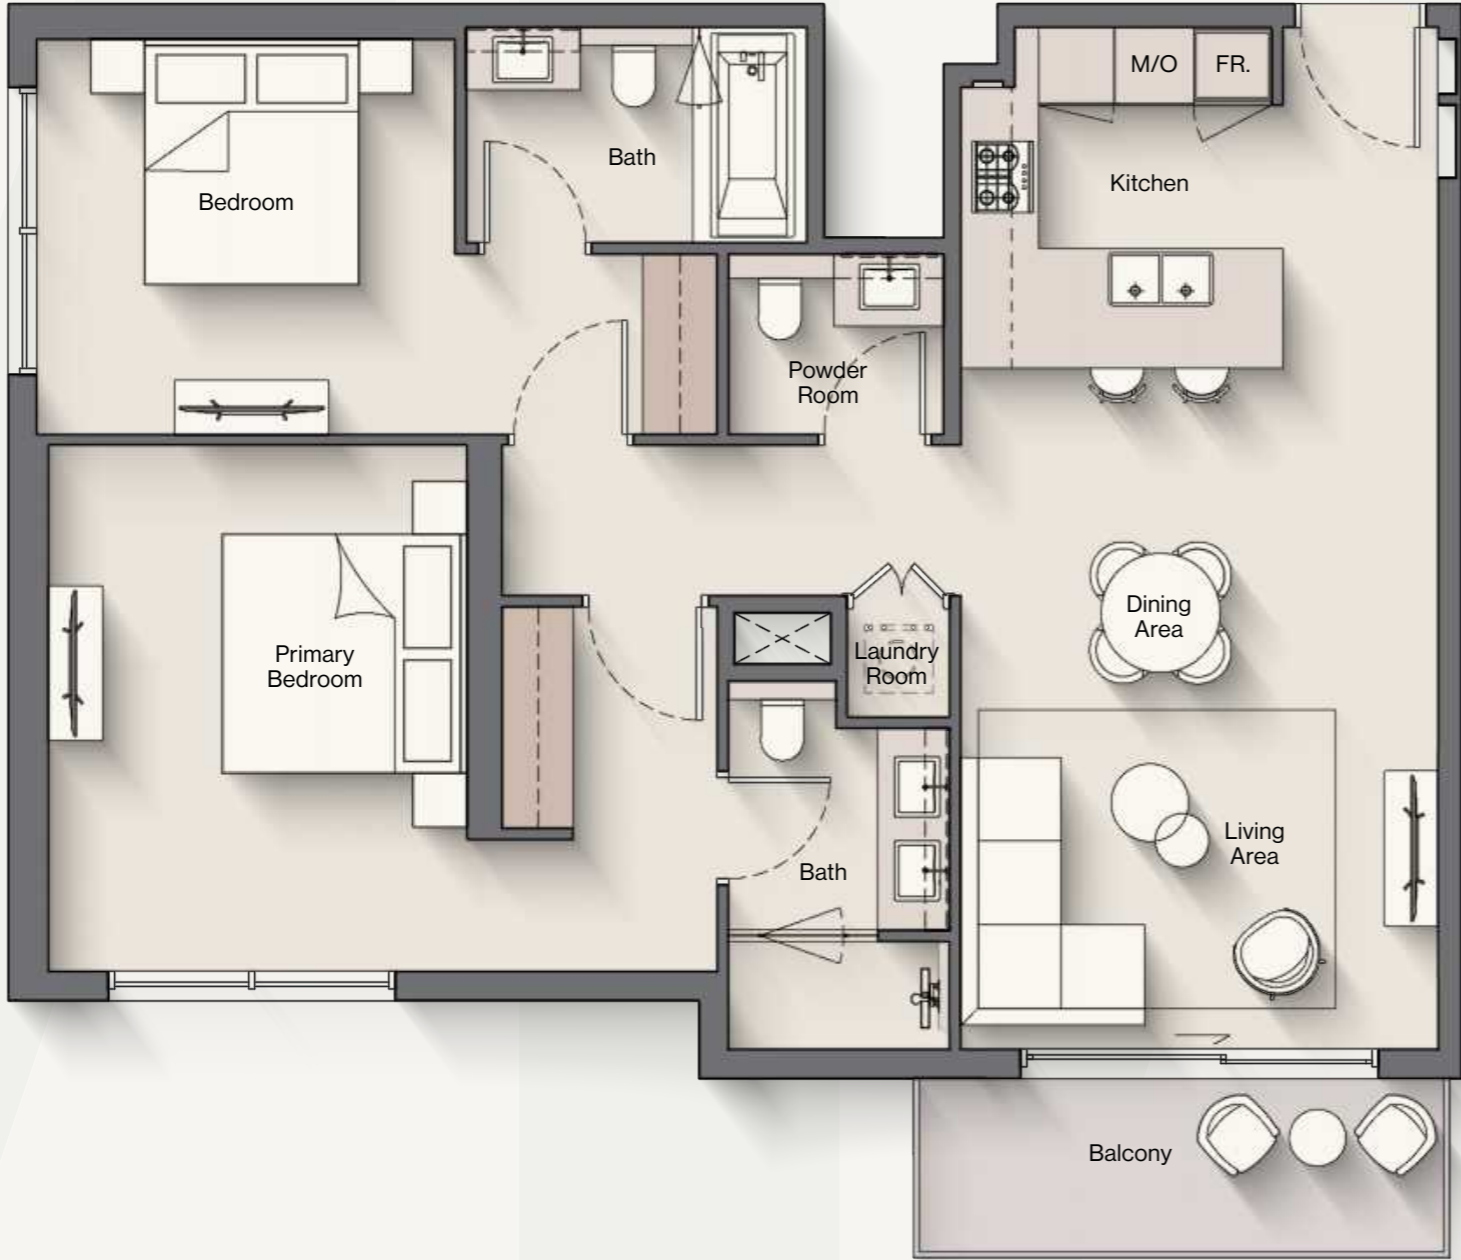 M/O
FR.
Bath
Kitchen
Bedroom
Powder
Room
Dining
Area
Laundry
Room
Primary
Bedroom
Living
Area
Bath
Balcony